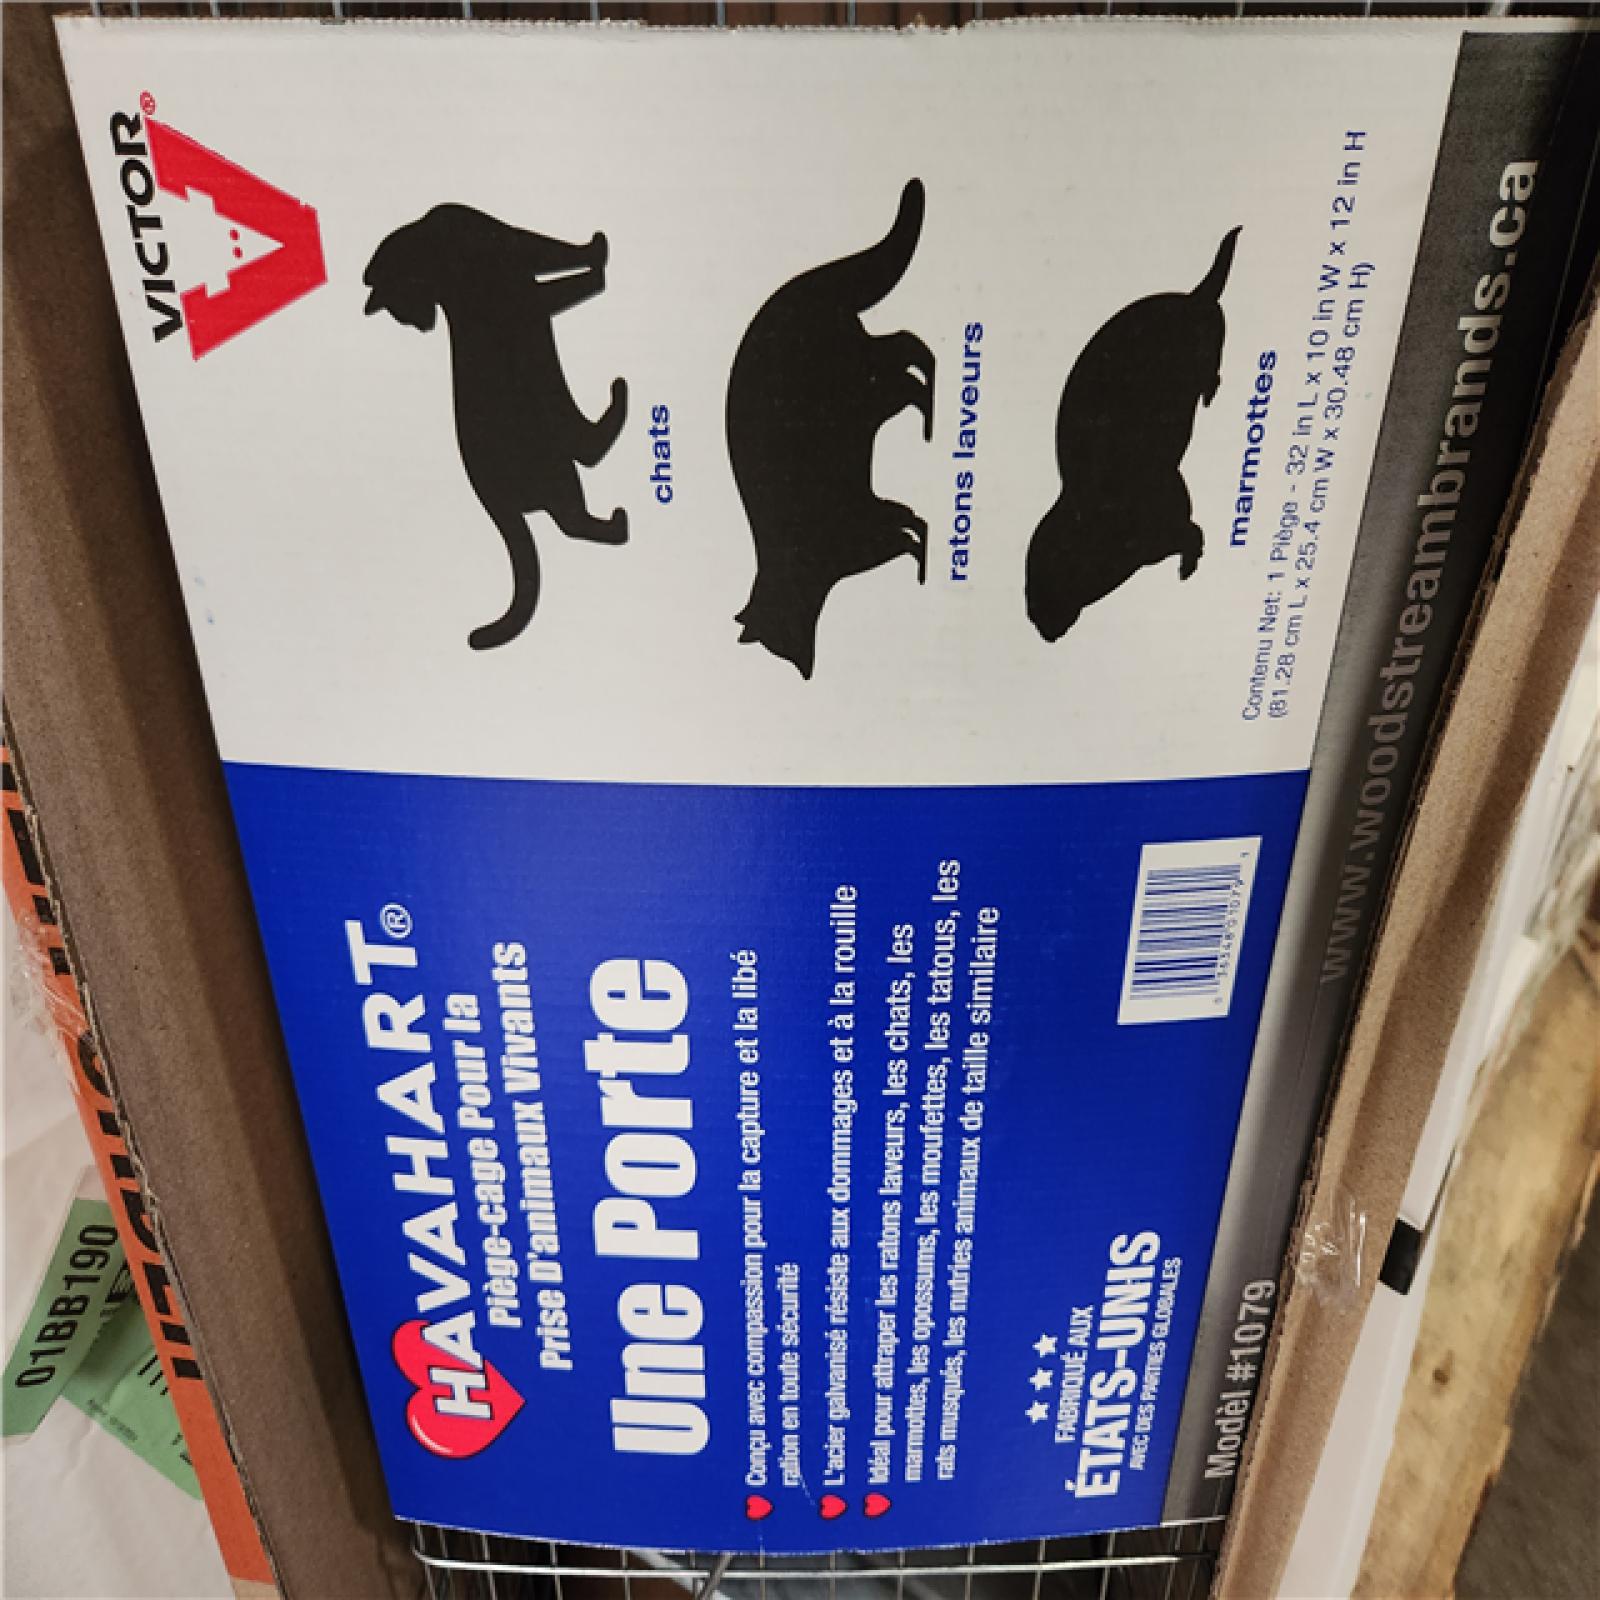 HAVAHART®
Piège-cage Pour la
Prise D'animaux Vivants
Une Porte
Conçu avec compassion pour la capture et la libé
ration en toute sécurité
L'acier galvanisé résiste aux dommages et à la rouille
Idéal pour attraper les ratons laveurs, les chats, les
marmottes, les opossums, les moufettes, les tatous, les
rats musqués, les nutries animaux de taille similaire
FABRIQUÉ AUX
ÉTATS-UNIS
AVEC DES PARTIES GLOBALES
VICTOR®
chats
ratons laveurs
marmottes
Contenu Net: 1 Piège - 32 in L x 10 in W x 12 in H
(81.28 cm L x 25.4 cm W x 30.48 cm H)
Modèl #1079
www.woodstreambrands.ca
01BB190